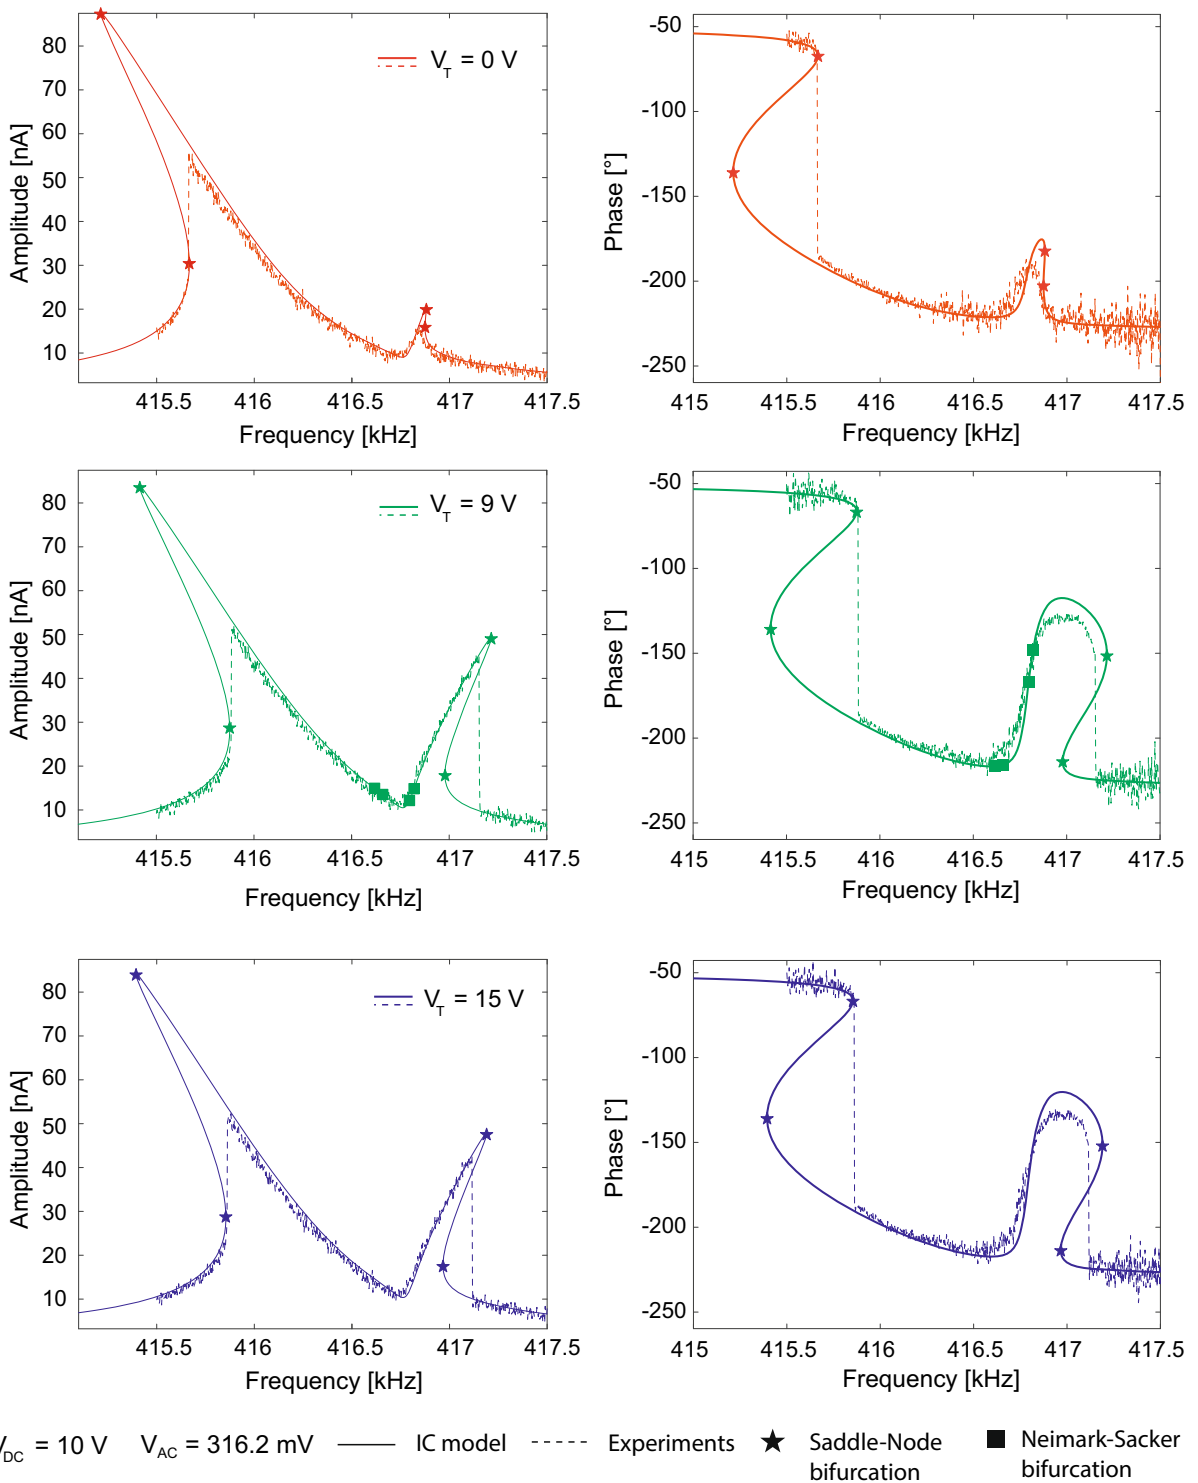 Amplitude [nA]
80
70
60
50
40
30
20
10
V_T = 0 V
415.5 416 416.5 417 417.5
Frequency [kHz]
Phase [°]
-50
-100
-150
-200
-250
415 415.5 416 416.5 417 417.5
Frequency [kHz]
Amplitude [nA]
80
70
60
50
40
30
20
10
V_T = 9 V
415.5 416 416.5 417 417.5
Frequency [kHz]
Phase [°]
-50
-100
-150
-200
-250
415 415.5 416 416.5 417 417.5
Frequency [kHz]
Amplitude [nA]
80
70
60
50
40
30
20
10
V_T = 15 V
415.5 416 416.5 417 417.5
Frequency [kHz]
Phase [°]
-50
-100
-150
-200
-250
415 415.5 416 416.5 417 417.5
Frequency [kHz]
V_DC = 10 V V_AC = 316.2 mV IC model Experiments
Saddle-Node
bifurcation
Neimark-Sacker
bifurcation